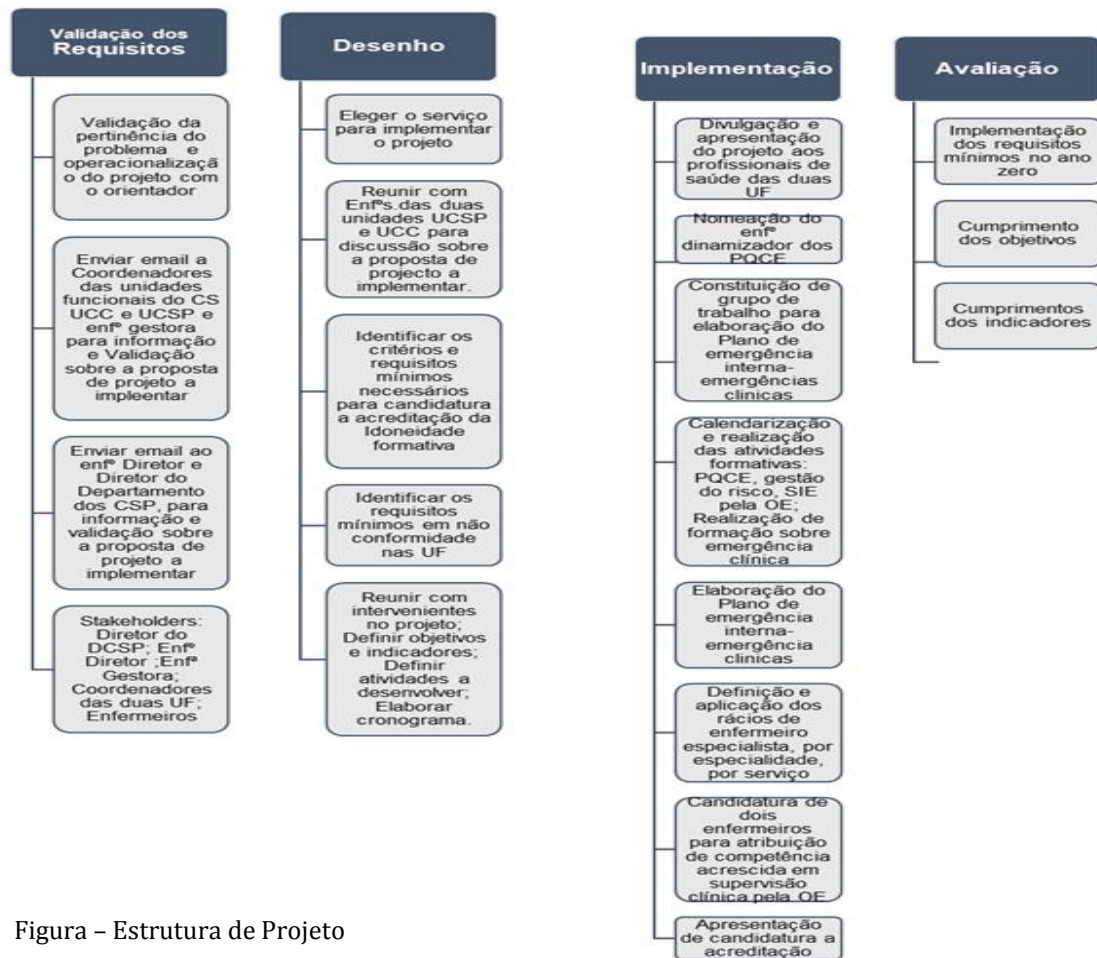 Validação dos
Requisitos
Validação da
pertinência do
problema e
operacionalizaçã
o do projeto com
o orientador
Enviar email a
Coordenadores
das unidades
funcionais do CS
UCC e UCSP e
enfª gestora
para informação
e Validação
sobre a proposta
de projeto a
impleentar
Enviar email ao
enfº Diretor e
Diretor do
Departamento
dos CSP, para
informação e
validação sobre
a proposta de
projeto a
implementar
Stakeholders:
Diretor do
DCSP; Enfº
Diretor ;Enfª
Gestora;
Coordenadores
das duas UF;
Enfermeiros
Desenho
Eleger o serviço
para implementar
o projeto
Reunir com
Enfºs.das duas
unidades UCSP
e UCC para
discussão sobre
a proposta de
projecto a
implementar.
Identificar os
critérios e
requisitos
mínimos
necessários
para candidatura
a acreditação da
Idoneidade
formativa
Identificar os
requisitos
mínimos em não
conformidade
nas UF
Reunir com
intervenientes
no projeto;
Definir objetivos
e indicadores;
Definir
atividades a
desenvolver;
Elaborar
cronograma.
Implementação
Divulgação e
apresentação
do projeto aos
profissionais de
saúde das duas
UF
Nomeação do
enfº
dinamizador dos
PQCE
Constituição de
grupo de
trabalho para
elaboração do
Plano de
emergência
interna-
emergências
clínicas
Calendarização
e realização
das atividades
formativas:
PQCE, gestão
do risco, SIE
pela OE;
Realização de
formação sobre
emergência
clínica
Elaboração do
Plano de
emergência
interna-
emergência
clinicas
Definição e
aplicação dos
rácios de
enfermeiro
especialista, por
especialidade,
por serviço
Candidatura de
dois
enfermeiros
para atribuição
de competência
acrescida em
supervisão
clínica pela OE
Apresentação
de candidatura a
acreditação
Avaliação
Implementação
dos requisitos
mínimos no ano
zero
Cumprimento
dos objetivos
Cumprimentos
dos indicadores
Figura – Estrutura de Projeto